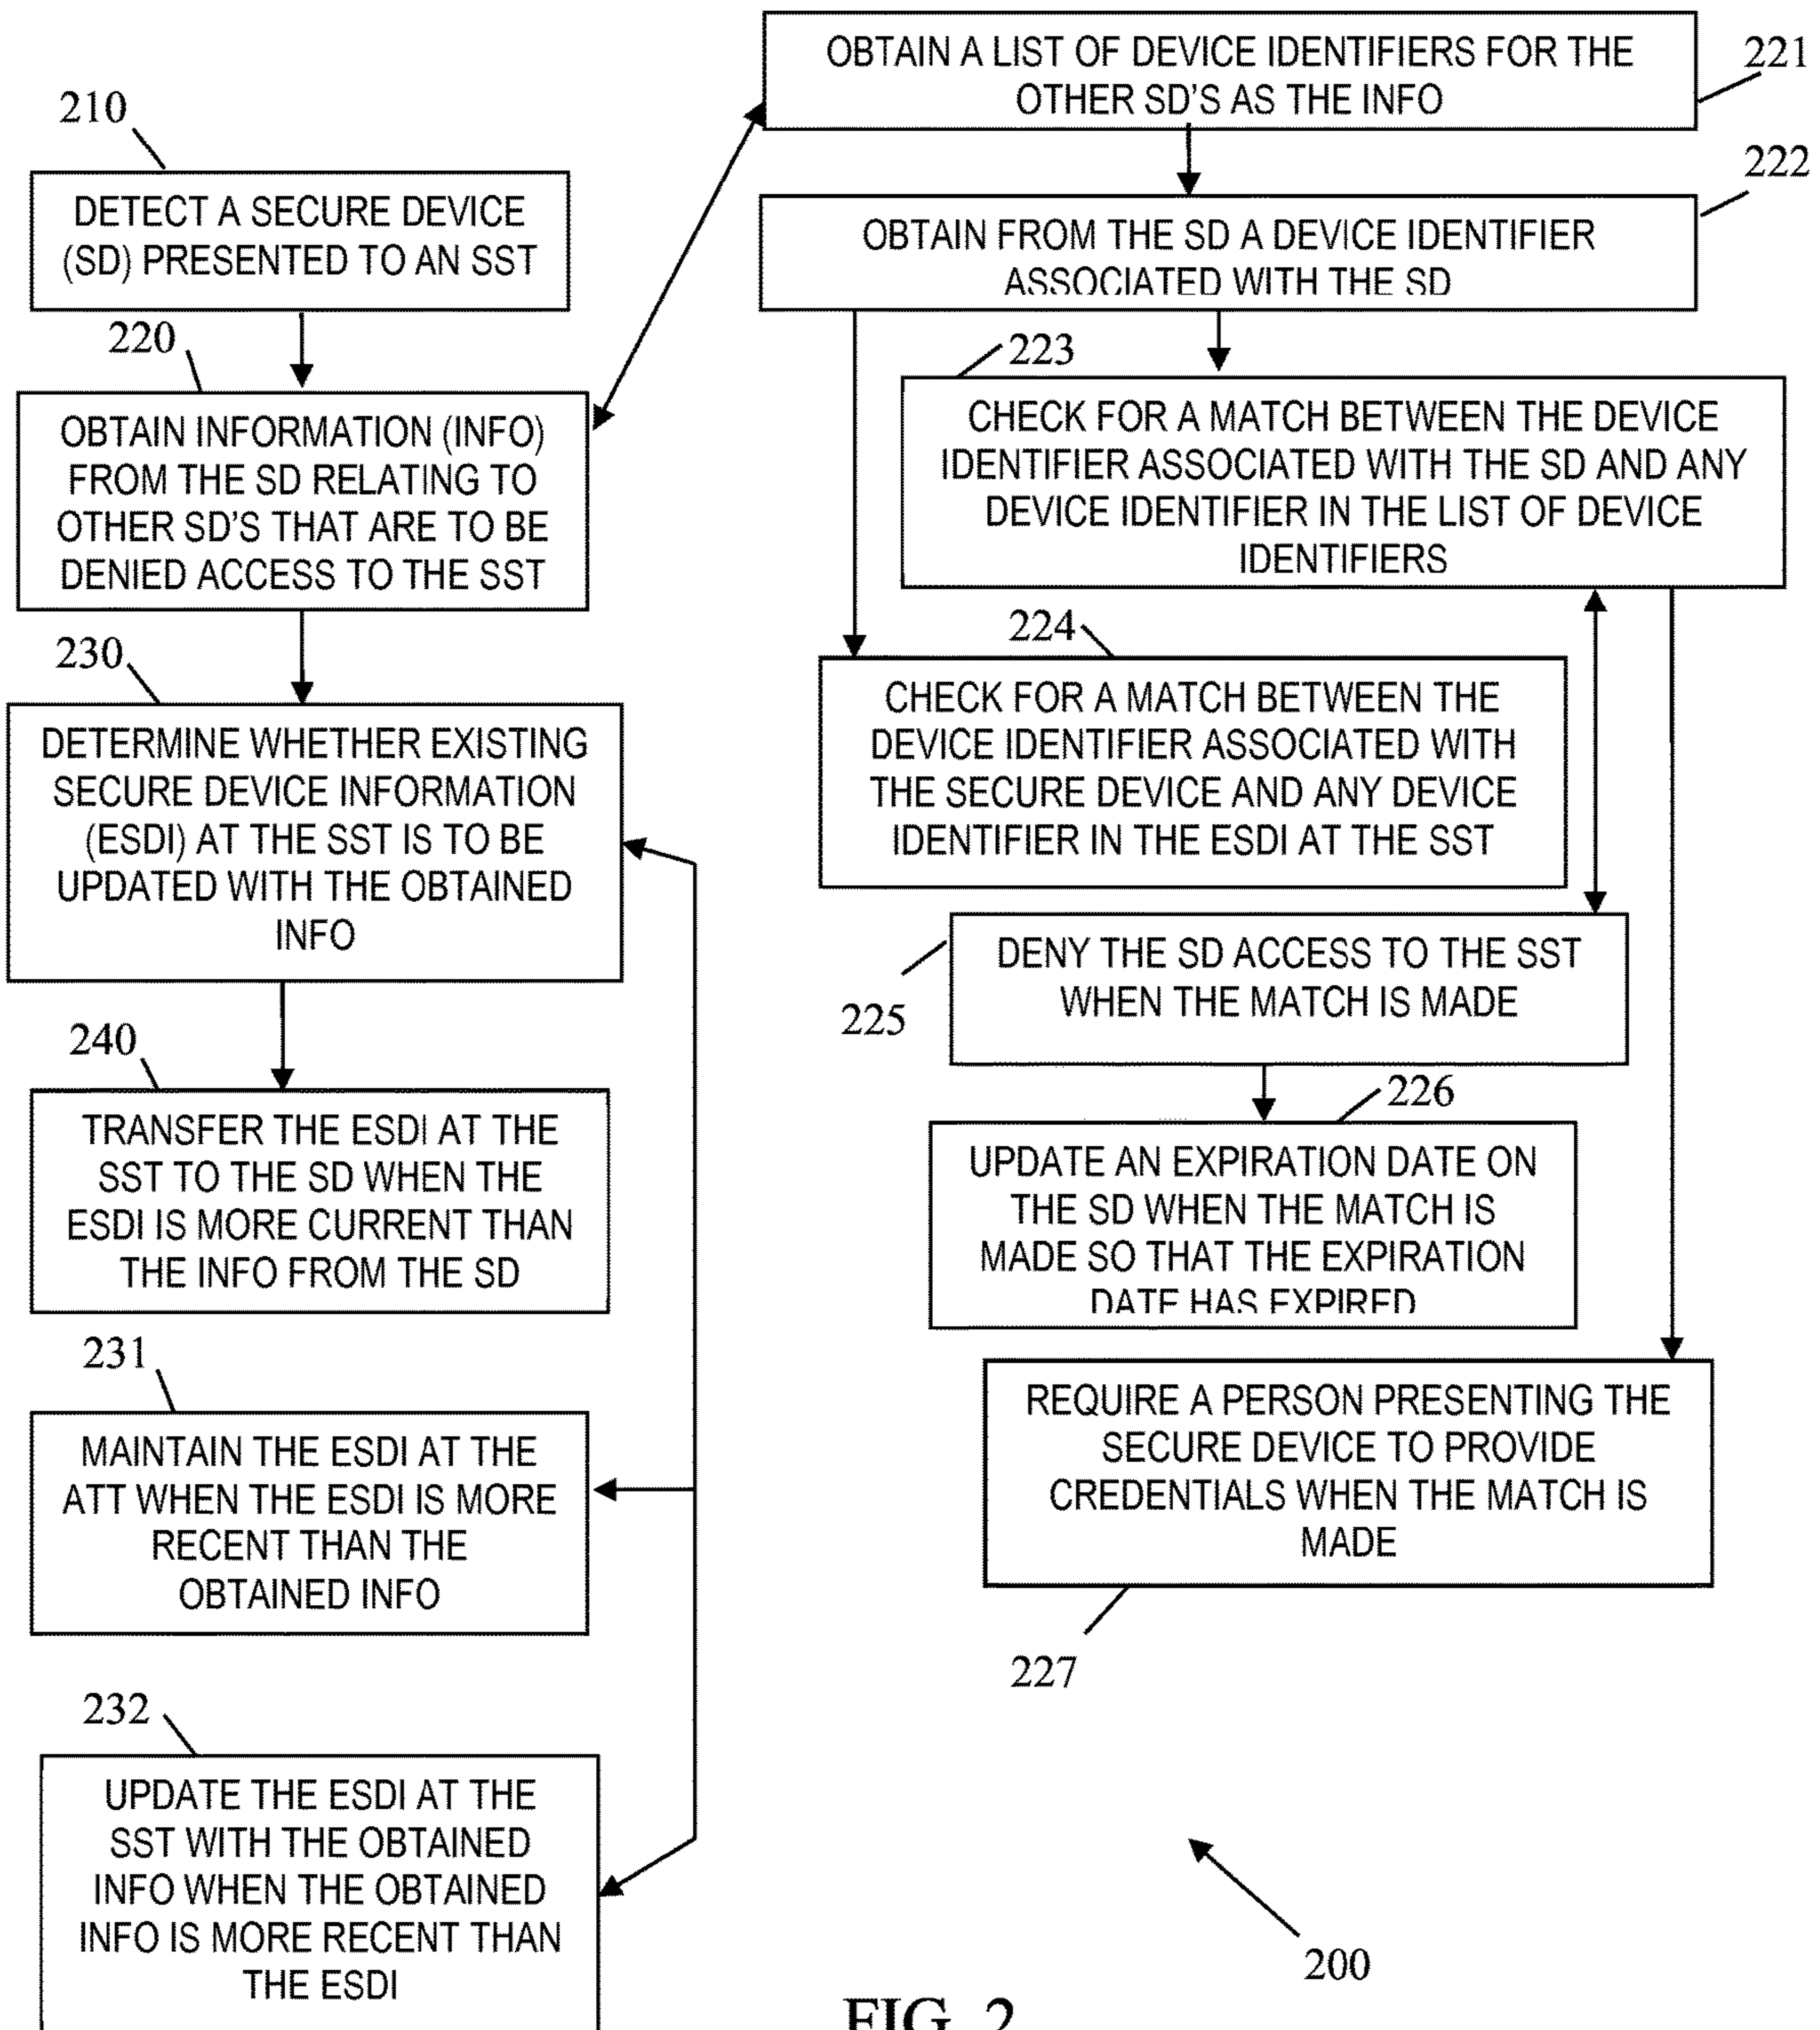 210
DETECT A SECURE DEVICE
(SD) PRESENTED TO AN SST
220
OBTAIN INFORMATION (INFO)
FROM THE SD RELATING TO
OTHER SD'S THAT ARE TO BE
DENIED ACCESS TO THE SST
230
DETERMINE WHETHER EXISTING
SECURE DEVICE INFORMATION
(ESDI) AT THE SST IS TO BE
UPDATED WITH THE OBTAINED
INFO
240
TRANSFER THE ESDI AT THE
SST TO THE SD WHEN THE
ESDI IS MORE CURRENT THAN
THE INFO FROM THE SD
231
MAINTAIN THE ESDI AT THE
ATT WHEN THE ESDI IS MORE
RECENT THAN THE
OBTAINED INFO
232
UPDATE THE ESDI AT THE
SST WITH THE OBTAINED
INFO WHEN THE OBTAINED
INFO IS MORE RECENT THAN
THE ESDI
221
OBTAIN A LIST OF DEVICE IDENTIFIERS FOR THE
OTHER SD'S AS THE INFO
222
OBTAIN FROM THE SD A DEVICE IDENTIFIER
ASSOCIATED WITH THE SD
223
CHECK FOR A MATCH BETWEEN THE DEVICE
IDENTIFIER ASSOCIATED WITH THE SD AND ANY
DEVICE IDENTIFIER IN THE LIST OF DEVICE
IDENTIFIERS
224
CHECK FOR A MATCH BETWEEN THE
DEVICE IDENTIFIER ASSOCIATED WITH
THE SECURE DEVICE AND ANY DEVICE
IDENTIFIER IN THE ESDI AT THE SST
225
DENY THE SD ACCESS TO THE SST
WHEN THE MATCH IS MADE
226
UPDATE AN EXPIRATION DATE ON
THE SD WHEN THE MATCH IS
MADE SO THAT THE EXPIRATION
DATE HAS EXPIRED
REQUIRE A PERSON PRESENTING THE
SECURE DEVICE TO PROVIDE
CREDENTIALS WHEN THE MATCH IS
MADE
227
200
FIG. 2